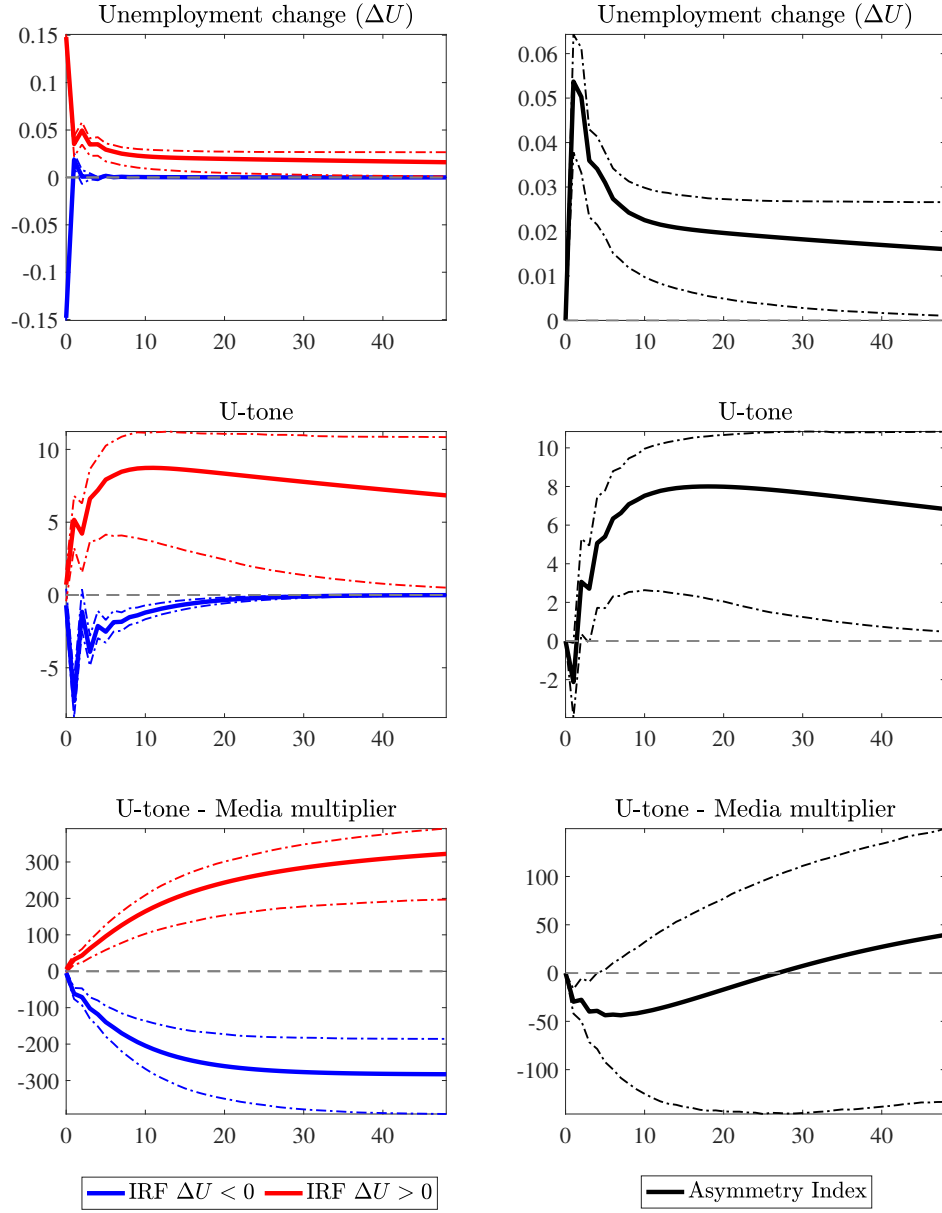 Unemployment change (ΔU)
0.15
0.1
0.05
0
-0.05
-0.1
-0.15
0 10 20 30 40
Unemployment change (ΔU)
0.06
0.05
0.04
0.03
0.02
0.01
0
0 10 20 30 40
U-tone
10
5
0
-5
0 10 20 30 40
U-tone
10
8
6
4
2
0
-2
0 10 20 30 40
U-tone - Media multiplier
300
200
100
0
-100
-200
-300
0 10 20 30 40
U-tone - Media multiplier
100
50
0
-50
-100
0 10 20 30 40
IRF ΔU < 0 IRF ΔU > 0
Asymmetry Index